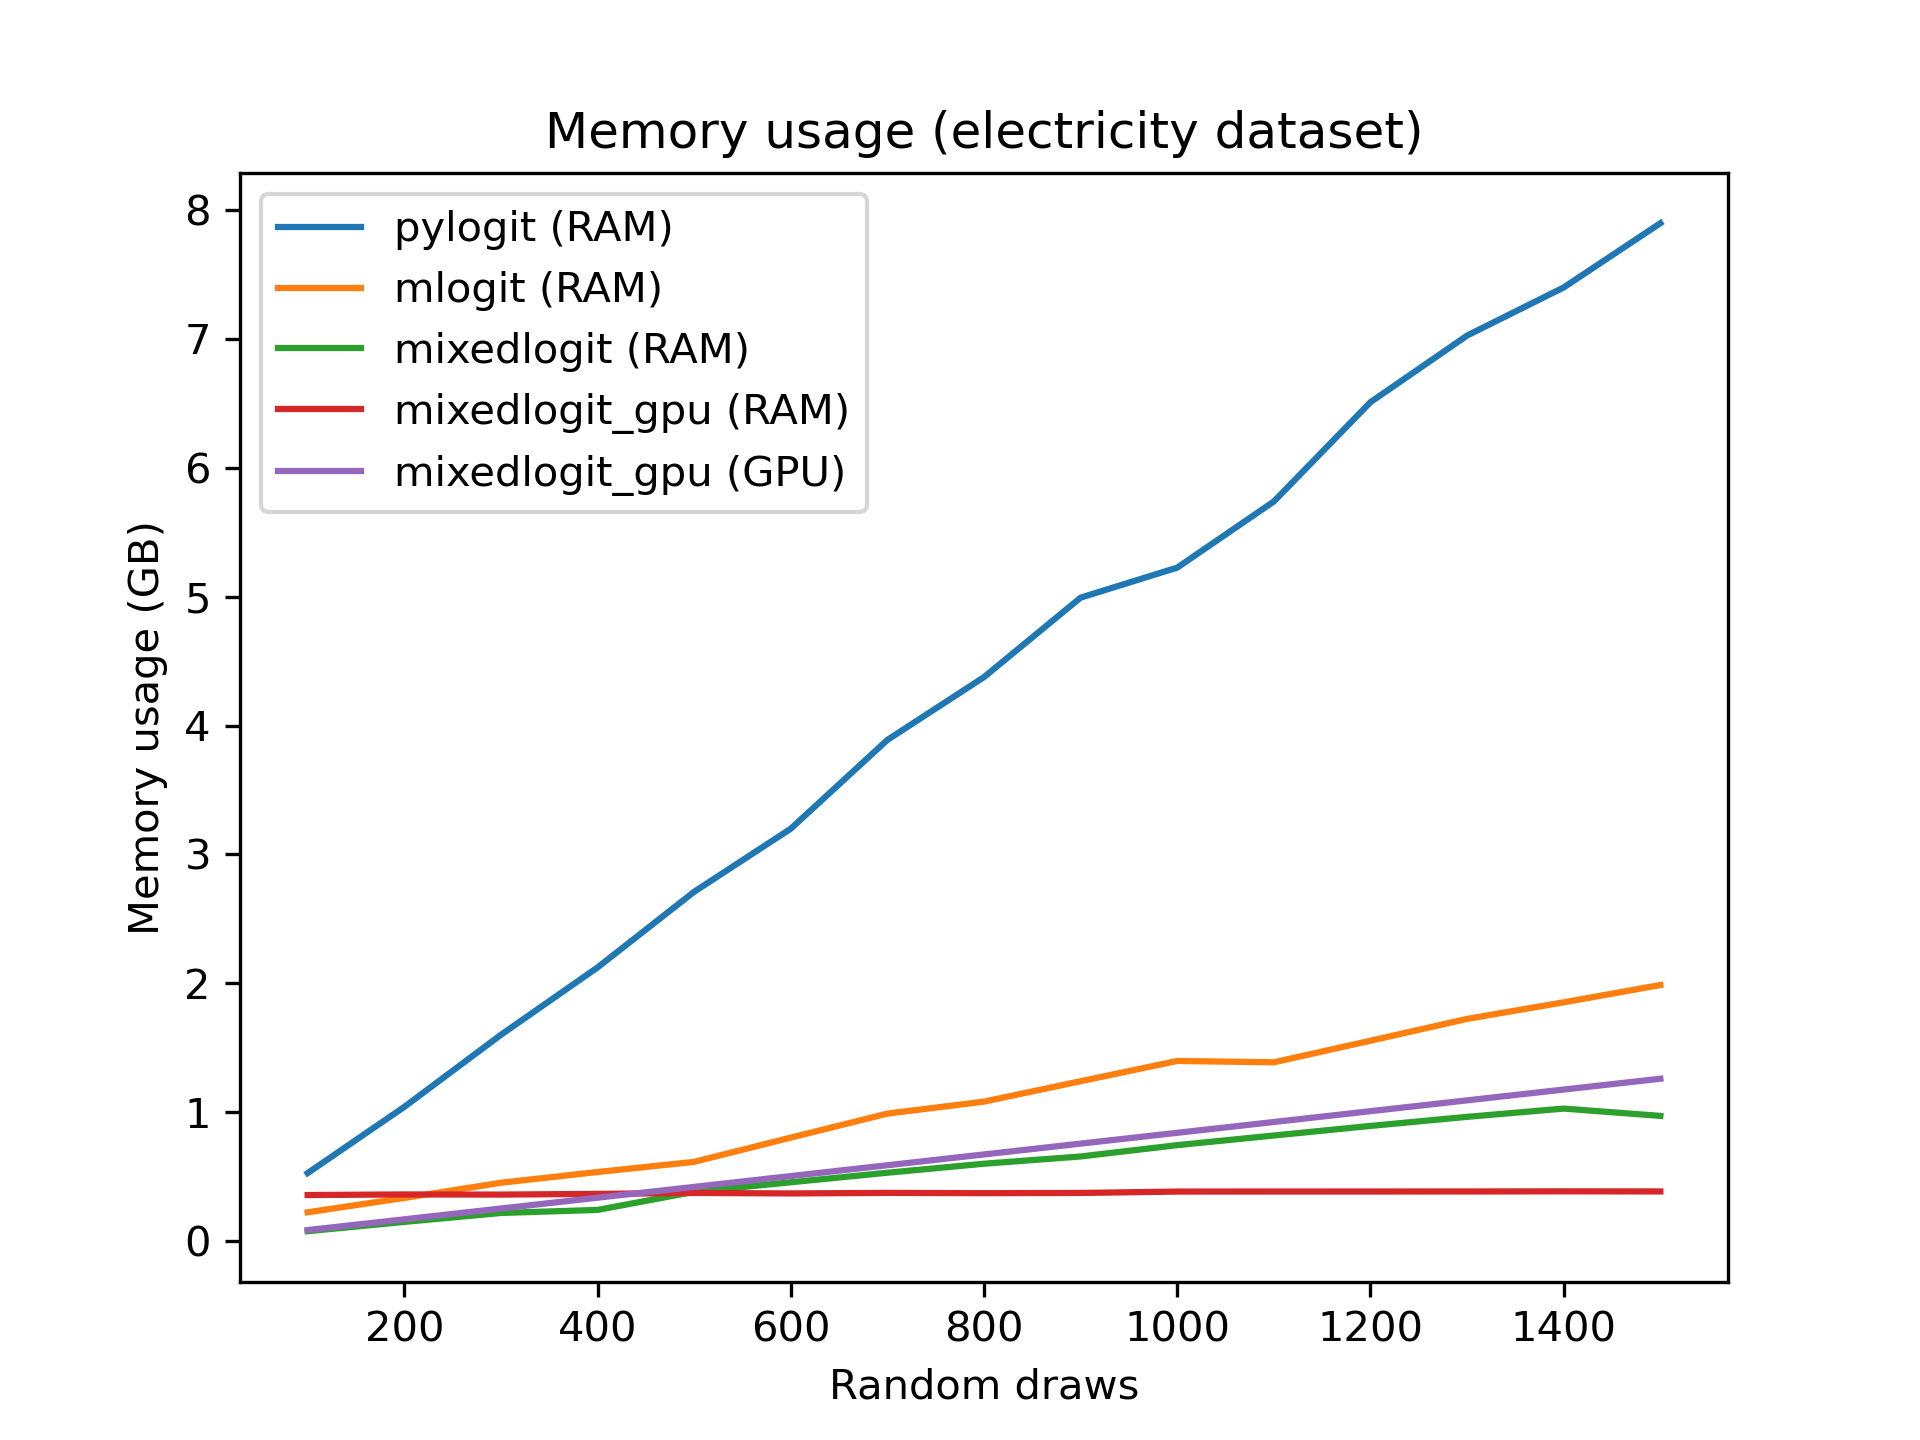 Memory usage (electricity dataset)
pylogit (RAM)
mlogit (RAM)
mixedlogit (RAM)
mixedlogit_gpu (RAM)
mixedlogit_gpu (GPU)
Memory usage (GB)
8
7
6
5
4
3
2
1
0
200 400 600 800 1000 1200 1400
Random draws